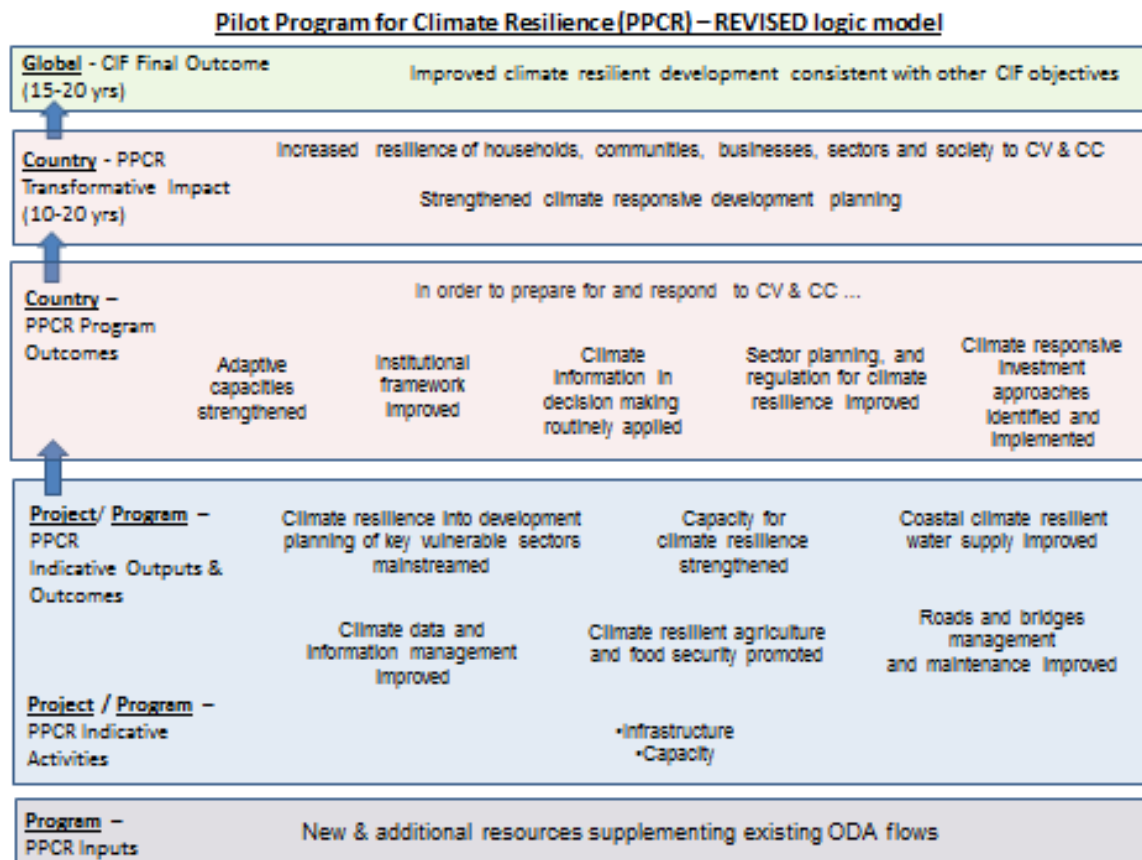 Pilot Program for Climate Resilience (PPCR) – REVISED logic model
Global - CIF Final Outcome
(15-20 yrs)
Improved climate resilient development consistent with other CIF objectives
Country - PPCR
Transformative Impact
(10-20 yrs)
Increased resilience of households, communities, businesses, sectors and society to CV & CC
Strengthened climate responsive development planning
Country –
PPCR Program
Outcomes
In order to prepare for and respond to CV & CC ...
Adaptive
capacities
strengthened
Institutional
framework
improved
Climate
information in
decision making
routinely applied
Sector planning, and
regulation for climate
resilience improved
Climate responsive
investment
approaches
identified and
implemented
Project/ Program –
PPCR
Indicative Outputs &
Outcomes
Climate resilience into development
planning of key vulnerable sectors
mainstreamed
Capacity for
climate resilience
strengthened
Coastal climate resilient
water supply improved
Climate data and
information management
improved
Climate resilient agriculture
and food security promoted
Roads and bridges
management
and maintenance improved
Project / Program –
PPCR Indicative
Activities
•Infrastructure
•Capacity
Program –
PPCR Inputs
New & additional resources supplementing existing ODA flows